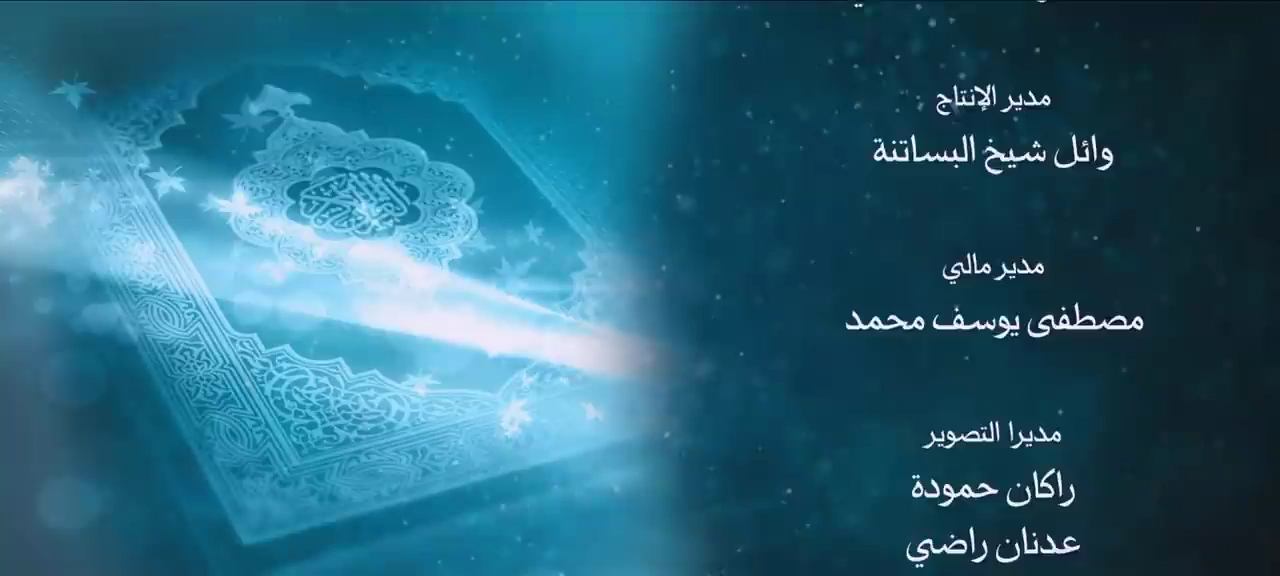 مدير الإنتاج
وائل شيخ البساتنة
مدير مالي
مصطفى يوسف محمد
مديرا التصوير
راكان حمودة
عدنان راضي